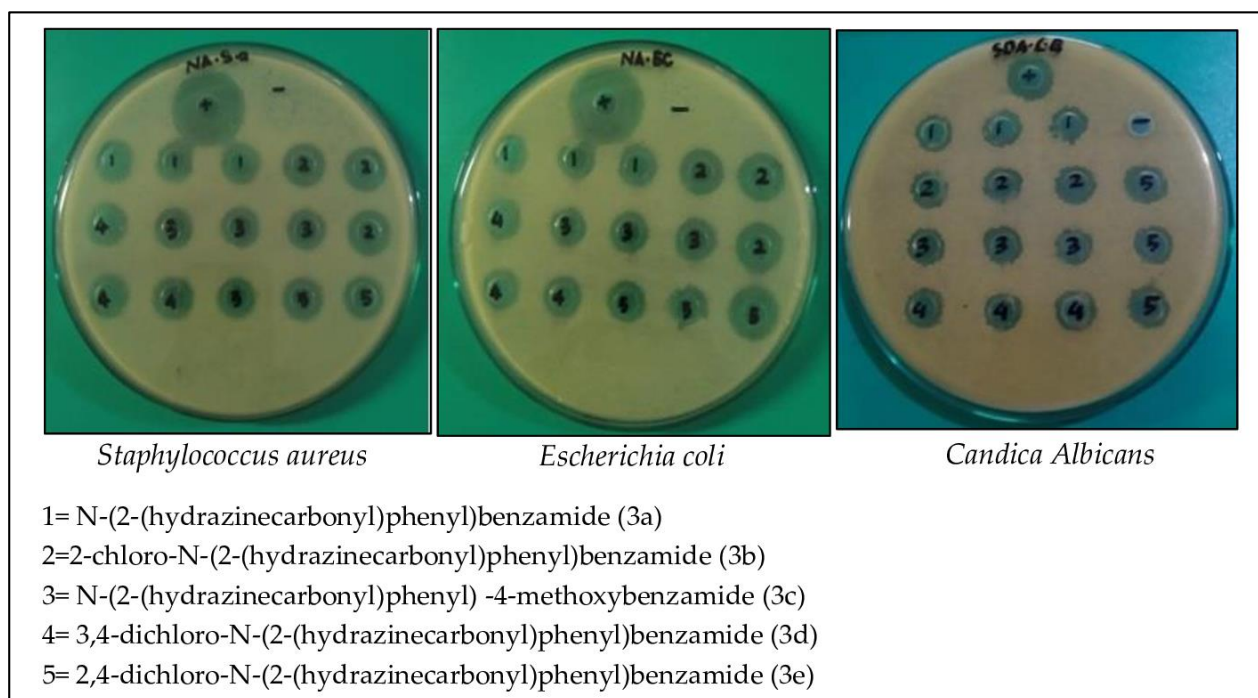 NA·S·a
+ -
1 1 1 2 2
4 3 3 3 2
4 4 5 5 5
NA·EC
+ -
1 1 1 2 2
4 3 3 3 2
4 4 5 5 5
+
1 1 1 -
2 2 2 5
3 3 3 5
4 4 4 5
Staphylococcus aureus
Escherichia coli
Candica Albicans
1= N-(2-(hydrazinecarbonyl)phenyl)benzamide (3a)
2=2-chloro-N-(2-(hydrazinecarbonyl)phenyl)benzamide (3b)
3= N-(2-(hydrazinecarbonyl)phenyl) -4-methoxybenzamide (3c)
4= 3,4-dichloro-N-(2-(hydrazinecarbonyl)phenyl)benzamide (3d)
5= 2,4-dichloro-N-(2-(hydrazinecarbonyl)phenyl)benzamide (3e)